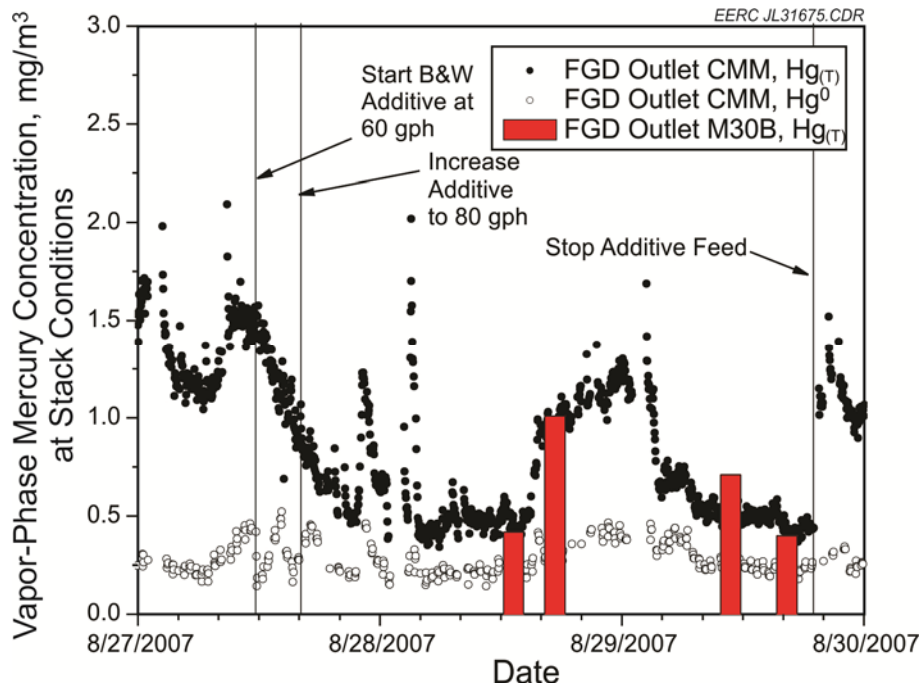 EERC JL31675.CDR
Vapor-Phase Mercury Concentration, mg/m³
at Stack Conditions
3.0
2.5
2.0
1.5
1.0
0.5
0.0
Start B&W
Additive at
60 gph
Increase
Additive
to 80 gph
Stop Additive Feed
FGD Outlet CMM, Hg(T)
FGD Outlet CMM, Hg⁰
FGD Outlet M30B, Hg(T)
8/27/2007
8/28/2007
8/29/2007
8/30/2007
Date